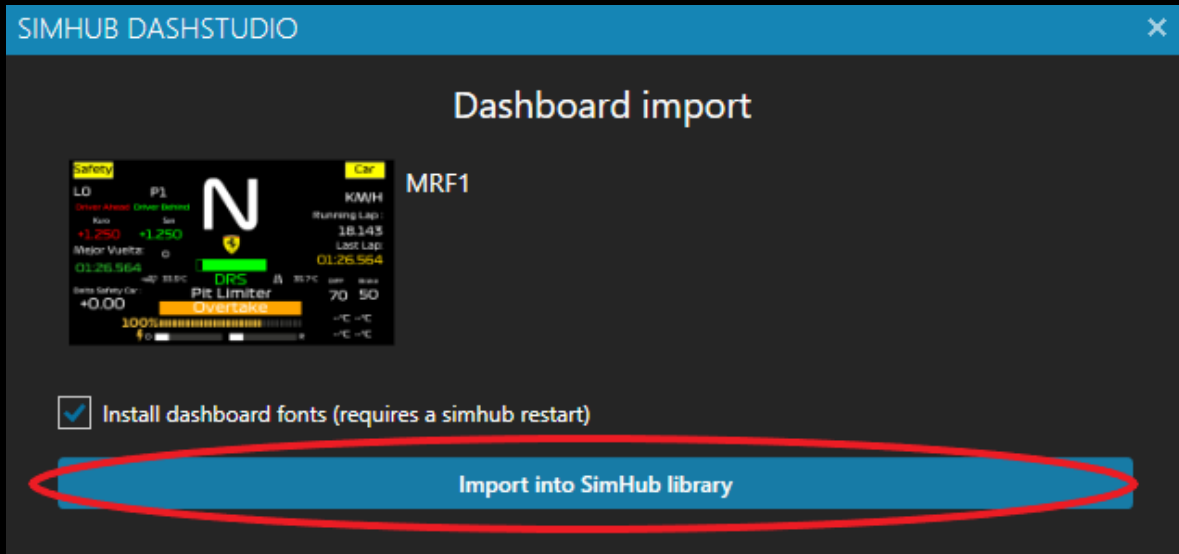 SIMHUB DASHSTUDIO
Dashboard import
MRF1
Safety
Car
L0 P1
N
KM/H
Driver Ahead Driver Behind
Running Lap :
+1.250 +1.250
18.143
Mejor Vuelta: 0
Last Lap:
01:26.564
01:26.564
DRS
Delta Safety Car :
Pit Limiter
70 50
+0.00
Overtake
100%
--°C --°C
--°C --°C
Install dashboard fonts (requires a simhub restart)
Import into SimHub library